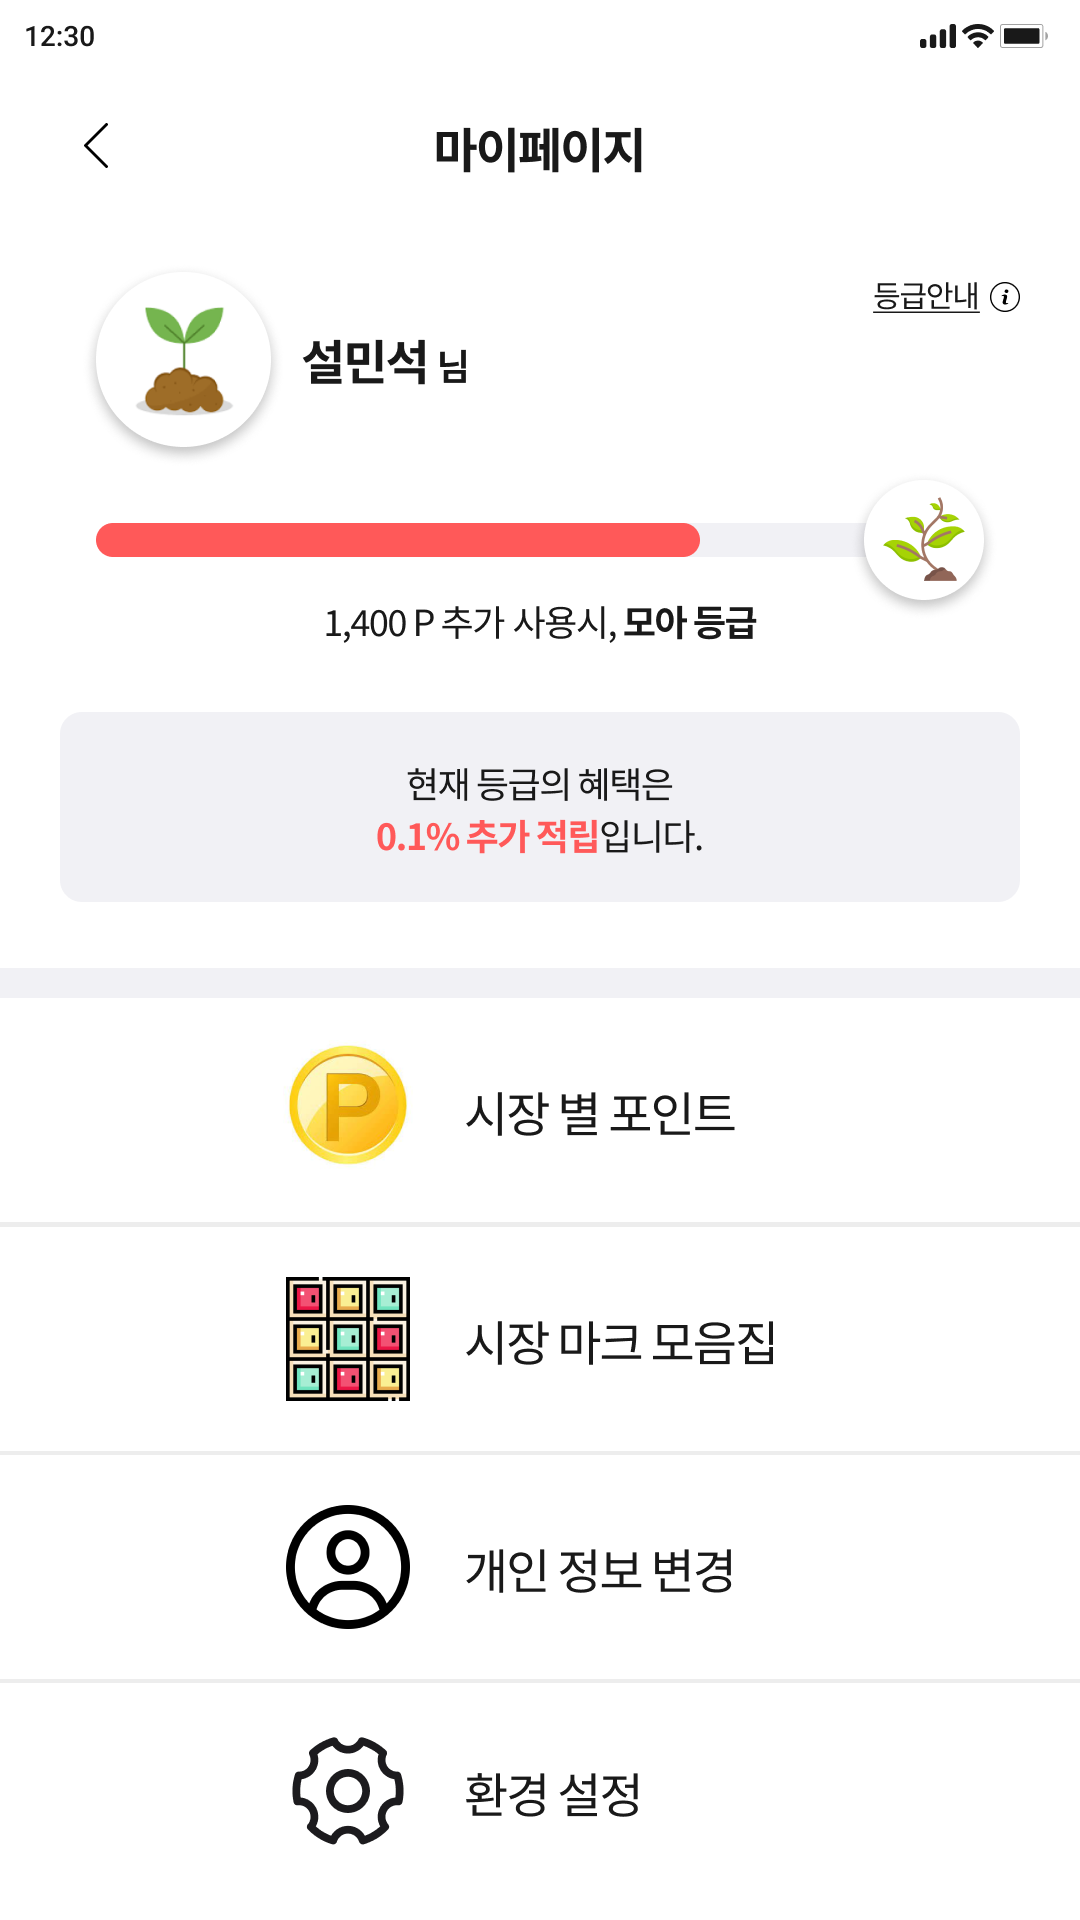 12:30
마이페이지
등급안내
설민석 님
1,400 P 추가 사용시, 모아 등급
현재 등급의 혜택은
0.1% 추가 적립입니다.
P
시장 별 포인트
시장 마크 모음집
개인 정보 변경
환경 설정